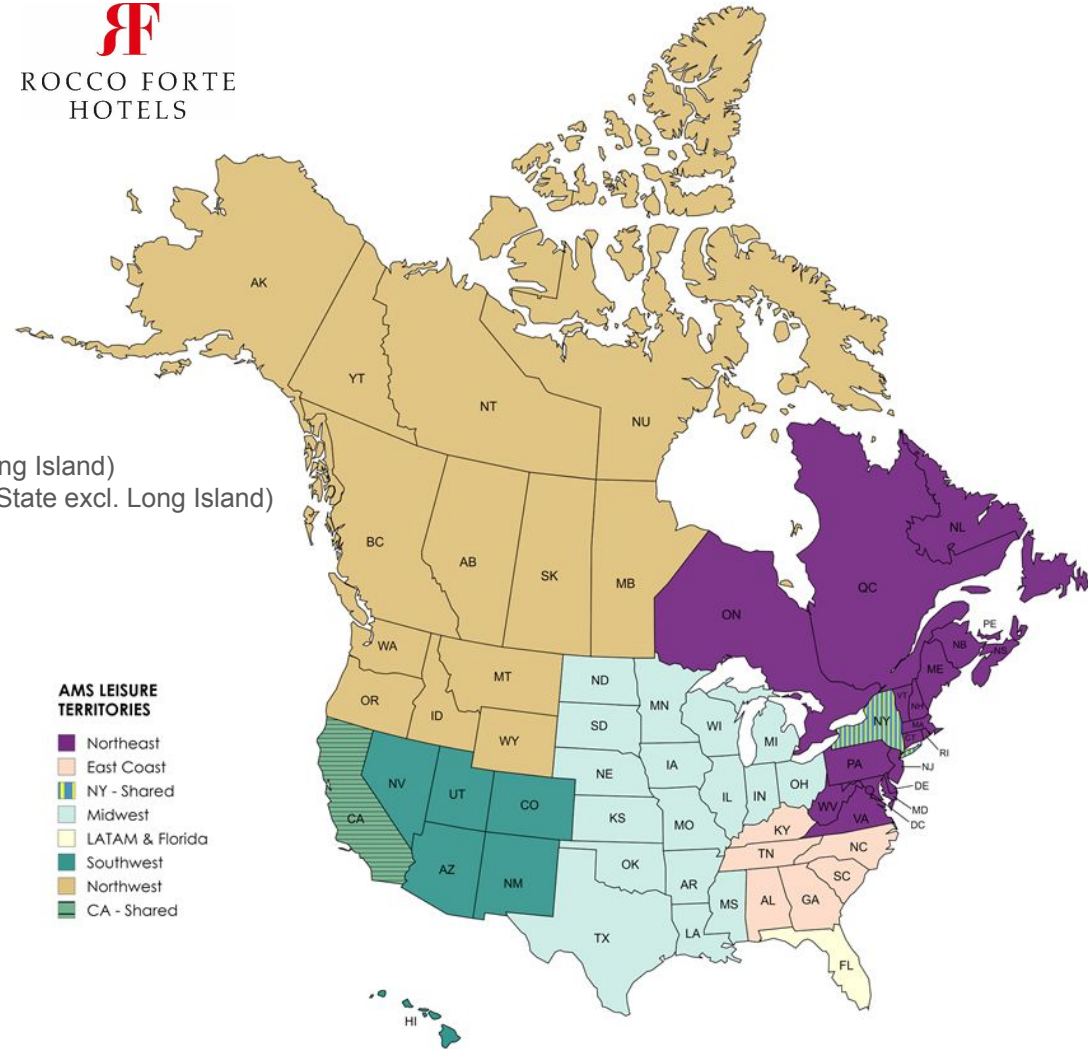 RF
ROCCO FORTE
HOTELS
AK
YT
NT
NU
ng Island)
State excl. Long Island)
BC
AB
SK
MB
ON
QC
NL
PE
NB
NS
ME
WA
MT
ND
MN
OR
ID
SD
WI
MI
VT
NH
NY
MA
CT
RI
WY
NE
IA
PA
NJ
NV
UT
CO
IL
IN
OH
WV
DE
MD
VA
DC
CA
KS
MO
KY
AZ
NM
OK
TN
NC
AR
SC
MS
AL
GA
TX
LA
FL
HI
AMS LEISURE
TERRITORIES
Northeast
East Coast
NY - Shared
Midwest
LATAM & Florida
Southwest
Northwest
CA - Shared